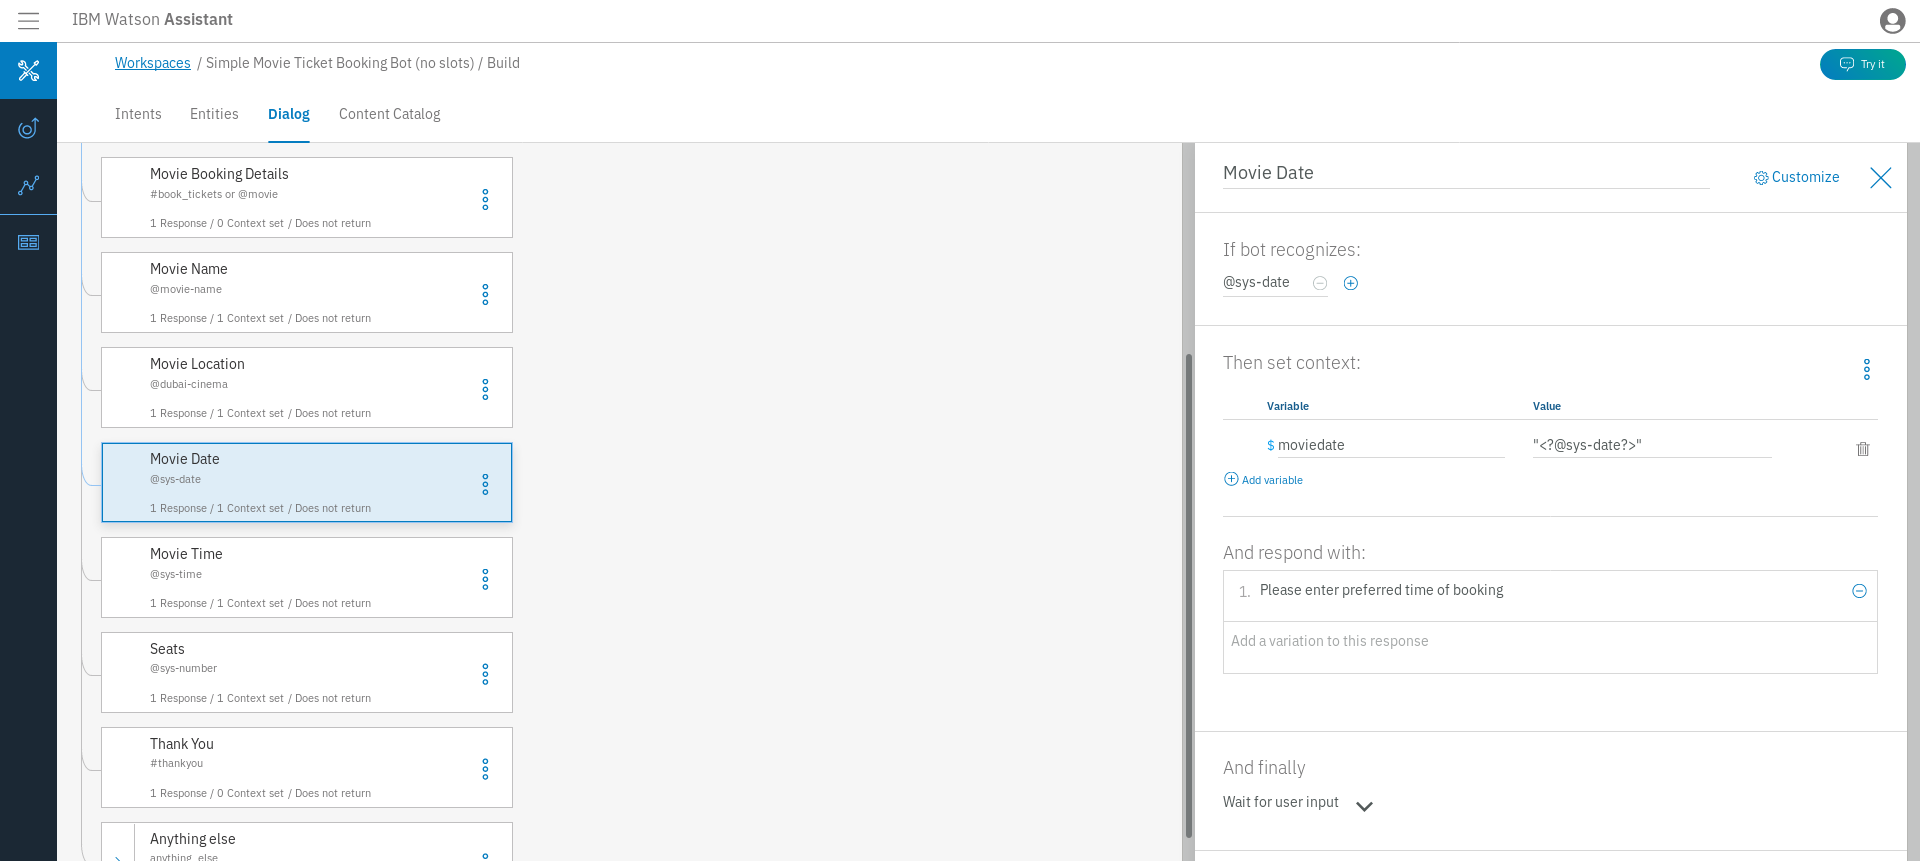 IBM Watson Assistant
Workspaces / Simple Movie Ticket Booking Bot (no slots) / Build
Try it
Intents Entities Dialog Content Catalog
Movie Booking Details
#book_tickets or @movie
1 Response / 0 Context set / Does not return
Movie Name
@movie-name
1 Response / 1 Context set / Does not return
Movie Location
@dubai-cinema
1 Response / 1 Context set / Does not return
Movie Date
@sys-date
1 Response / 1 Context set / Does not return
Movie Time
@sys-time
1 Response / 1 Context set / Does not return
Seats
@sys-number
1 Response / 1 Context set / Does not return
Thank You
#thankyou
1 Response / 0 Context set / Does not return
Anything else
anything_else
Movie Date
Customize
If bot recognizes:
@sys-date
Then set context:
Variable Value
$ moviedate "<?@sys-date?>"
Add variable
And respond with:
1. Please enter preferred time of booking
Add a variation to this response
And finally
Wait for user input